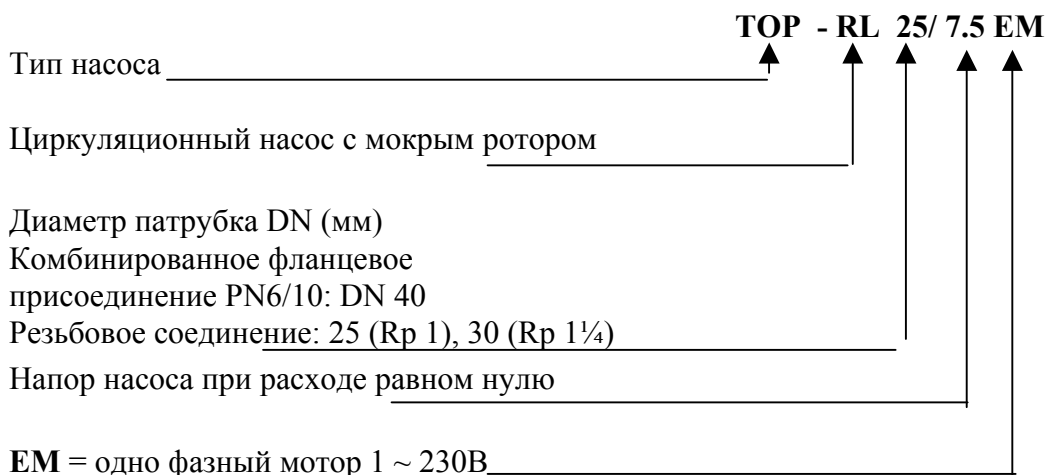 TOP - RL 25/ 7.5 EM
Тип насоса
Циркуляционный насос с мокрым ротором
Диаметр патрубка DN (мм)
Комбинированное фланцевое
присоединение PN6/10: DN 40
Резьбовое соединение: 25 (Rp 1), 30 (Rp 1¼)
Напор насоса при расходе равном нулю
EM = одно фазный мотор 1 ~ 230В